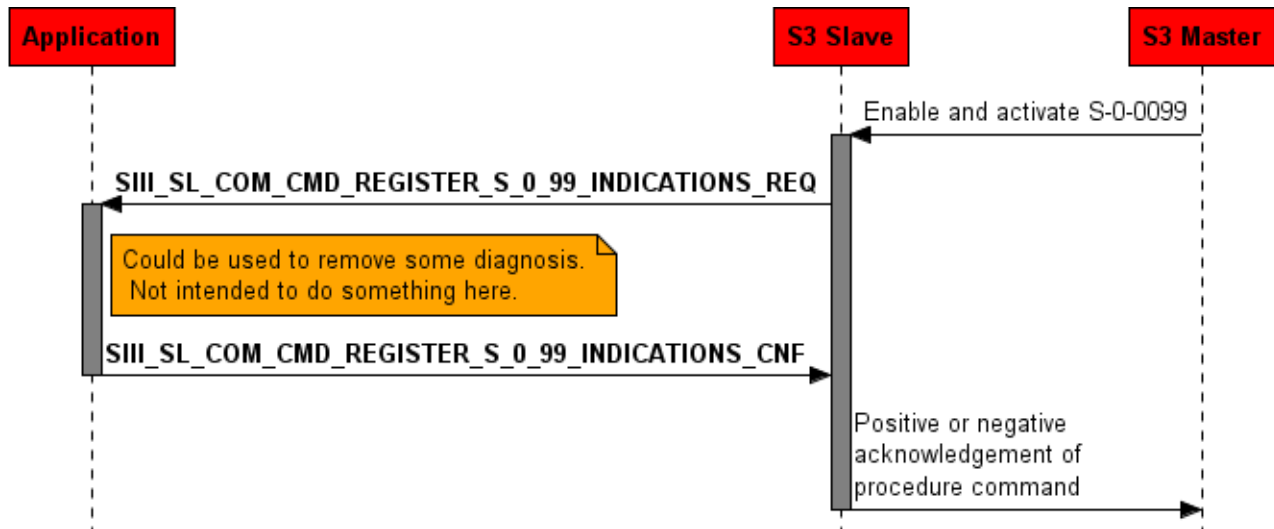 Application
S3 Slave
S3 Master
Enable and activate S-0-0099
SIII_SL_COM_CMD_REGISTER_S_0_99_INDICATIONS_REQ
Could be used to remove some diagnosis.
Not intended to do something here.
SIII_SL_COM_CMD_REGISTER_S_0_99_INDICATIONS_CNF
Positive or negative
acknowledgement of
procedure command